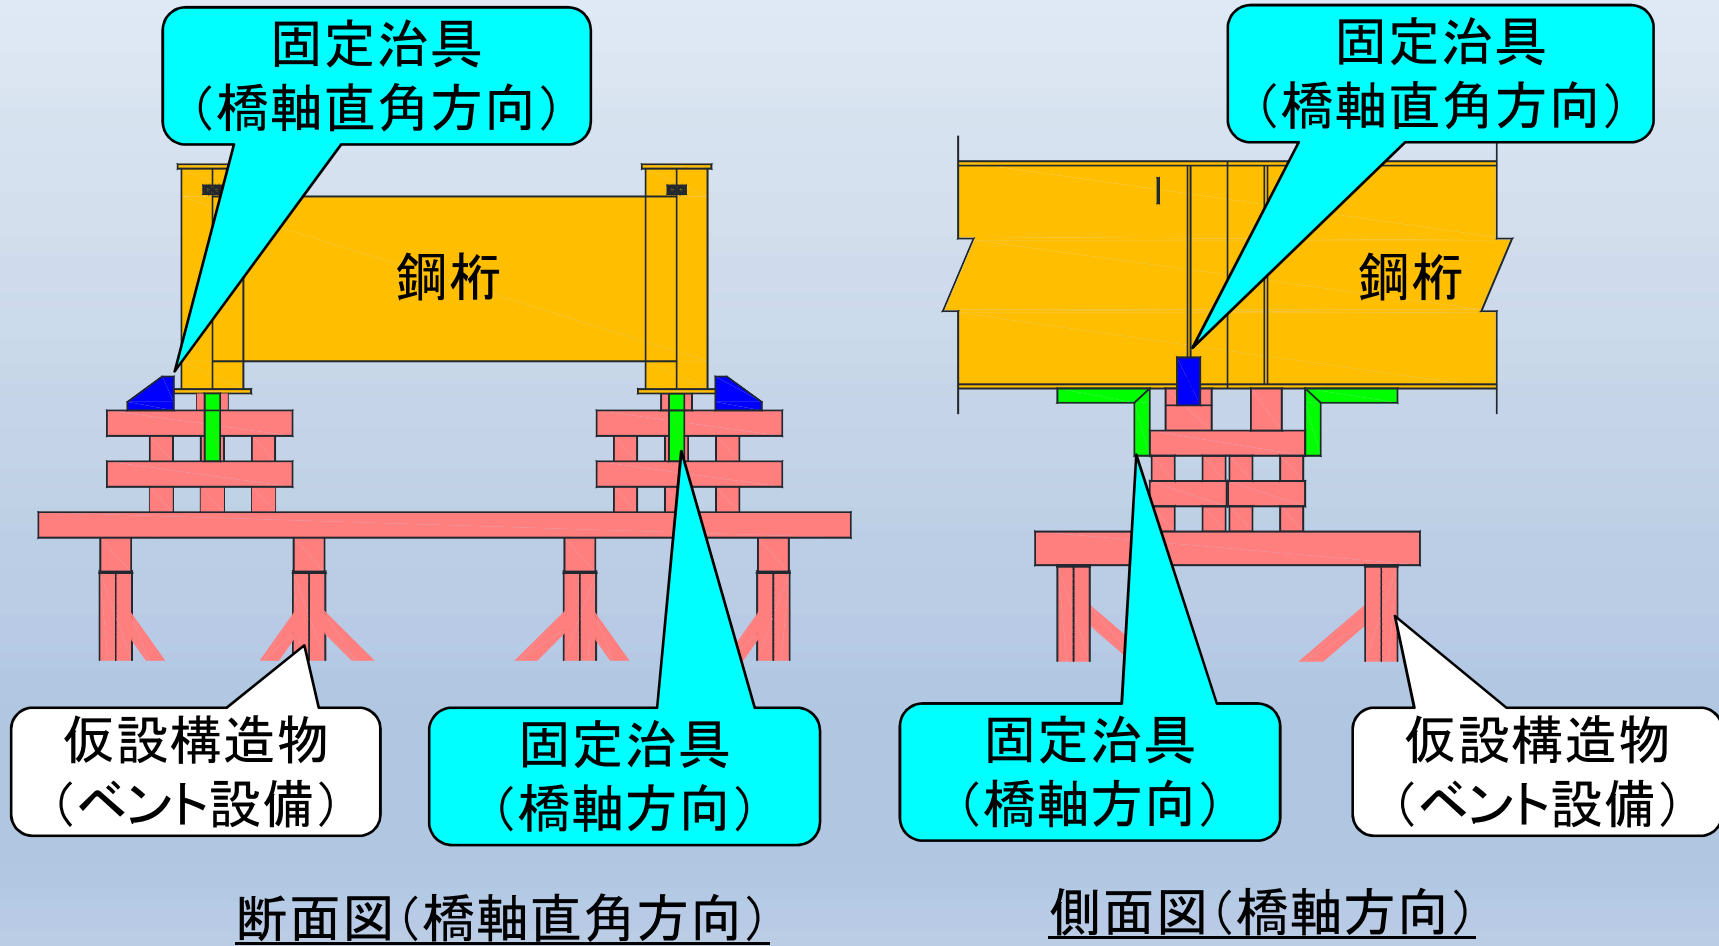 固定治具
（橋軸直角方向）
鋼桁
仮設構造物
（ベント設備）
固定治具
（橋軸方向）
断面図（橋軸直角方向）
固定治具
（橋軸直角方向）
鋼桁
固定治具
（橋軸方向）
仮設構造物
（ベント設備）
側面図（橋軸方向）